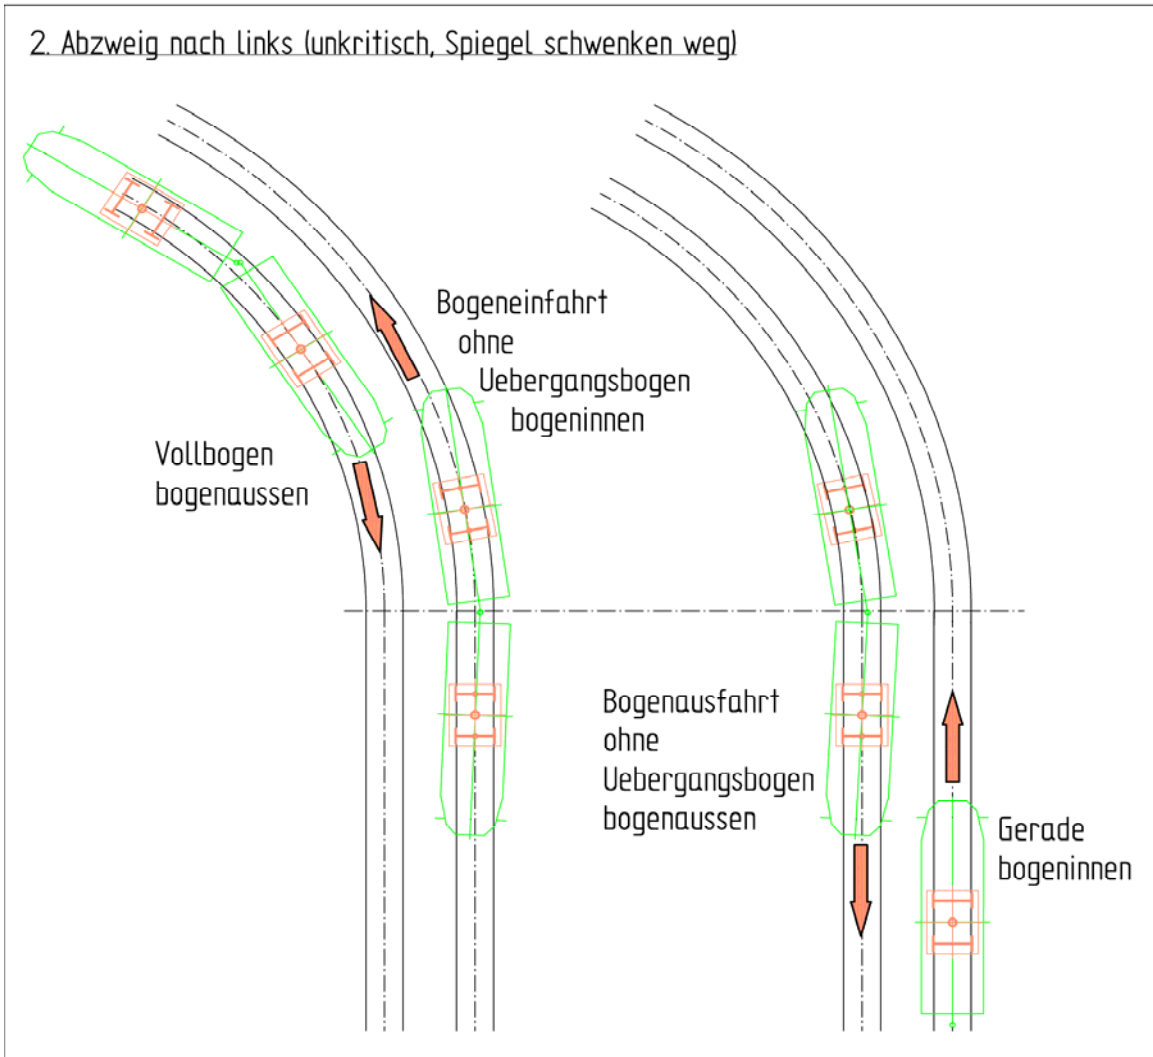 2. Abzweig nach links (unkritisch, Spiegel schwenken weg)
Bogeneinfahrt
ohne
Uebergangsbogen
bogeninnen
Vollbogen
bogenaussen
Bogenausfahrt
ohne
Uebergangsbogen
bogenaussen
Gerade
bogeninnen